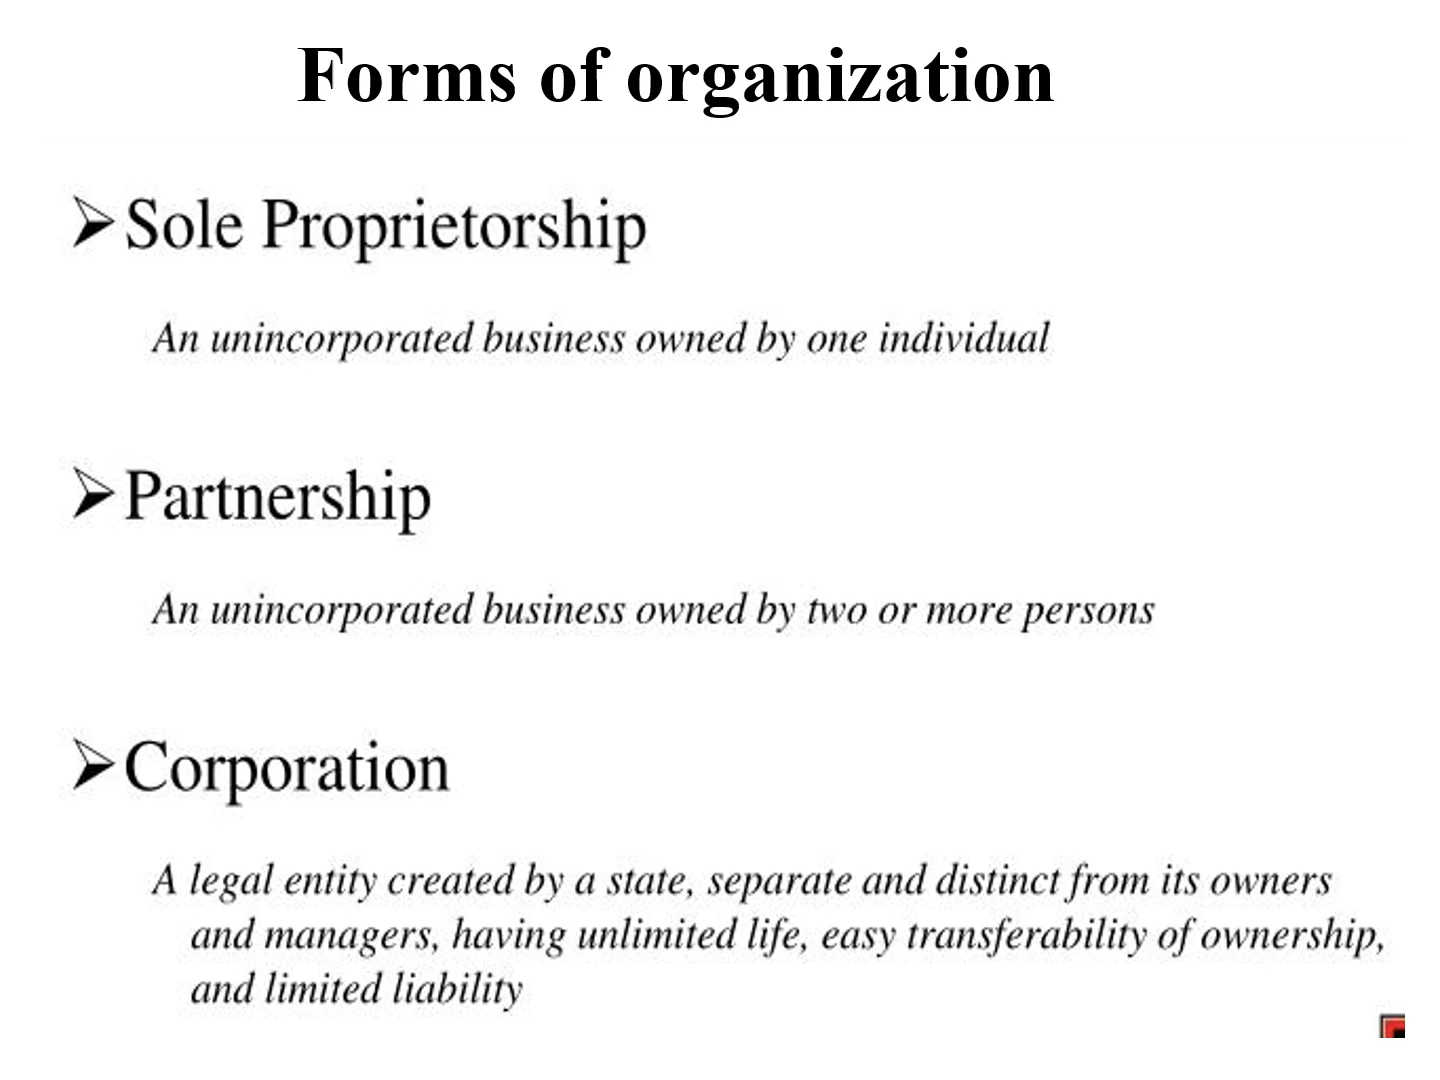 Forms of organization
➢Sole Proprietorship
An unincorporated business owned by one individual
➢Partnership
An unincorporated business owned by two or more persons
➢Corporation
A legal entity created by a state, separate and distinct from its owners
and managers, having unlimited life, easy transferability of ownership,
and limited liability